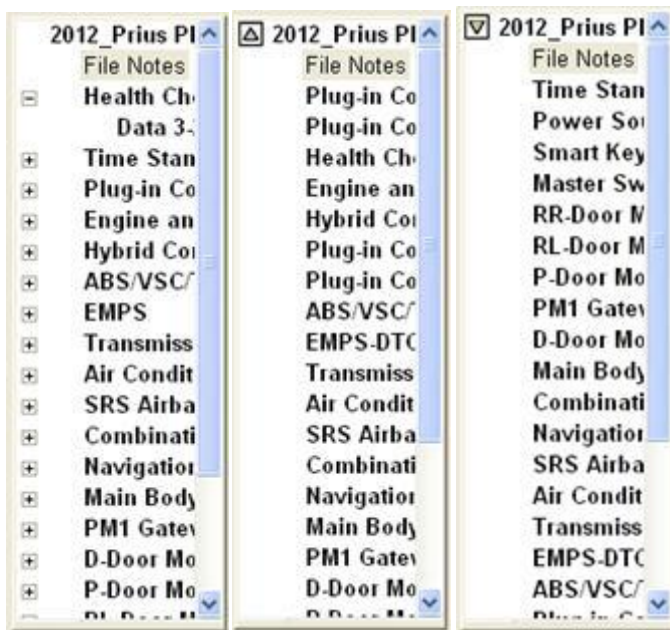 2012_Prius Pl
File Notes
Health Ch
Data 3.
Time Stan
Plug-in Co
Engine an
Hybrid Co
ABS/VSC/
EMPS
Transmiss
Air Condit
SRS Airba
Combinati
Navigation
Main Body
PM1 Gatew
D-Door Mo
P-Door Mo
2012_Prius Pl
File Notes
Plug-in Co
Plug-in Co
Health Ch
Engine an
Hybrid Co
Plug-in Co
Plug-in Co
ABS/VSC/
EMPS-DTC
Transmiss
Air Condit
SRS Airba
Combinati
Navigation
Main Body
PM1 Gatew
D-Door Mo
2012_Prius Pl
File Notes
Time Stan
Power Sou
Smart Key
Master Sw
RR-Door M
RL-Door M
P-Door Mo
PM1 Gatew
D-Door Mo
Main Body
Combinati
Navigation
SRS Airba
Air Condit
Transmiss
EMPS-DTC
ABS/VSC/